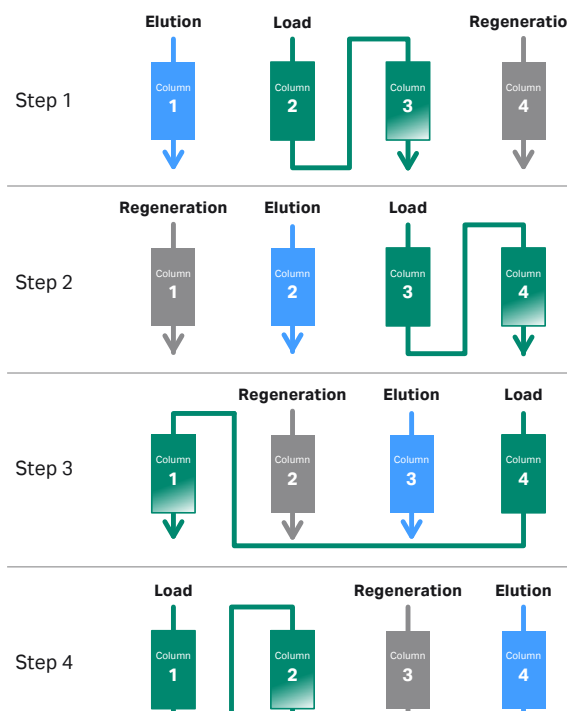 Elution Load Regeneratio
Step 1
Column 1
Column 2
Column 3
Column 4
Regeneration Elution Load
Step 2
Column 1
Column 2
Column 3
Column 4
Regeneration Elution Load
Step 3
Column 1
Column 2
Column 3
Column 4
Load Regeneration Elution
Step 4
Column 1
Column 2
Column 3
Column 4